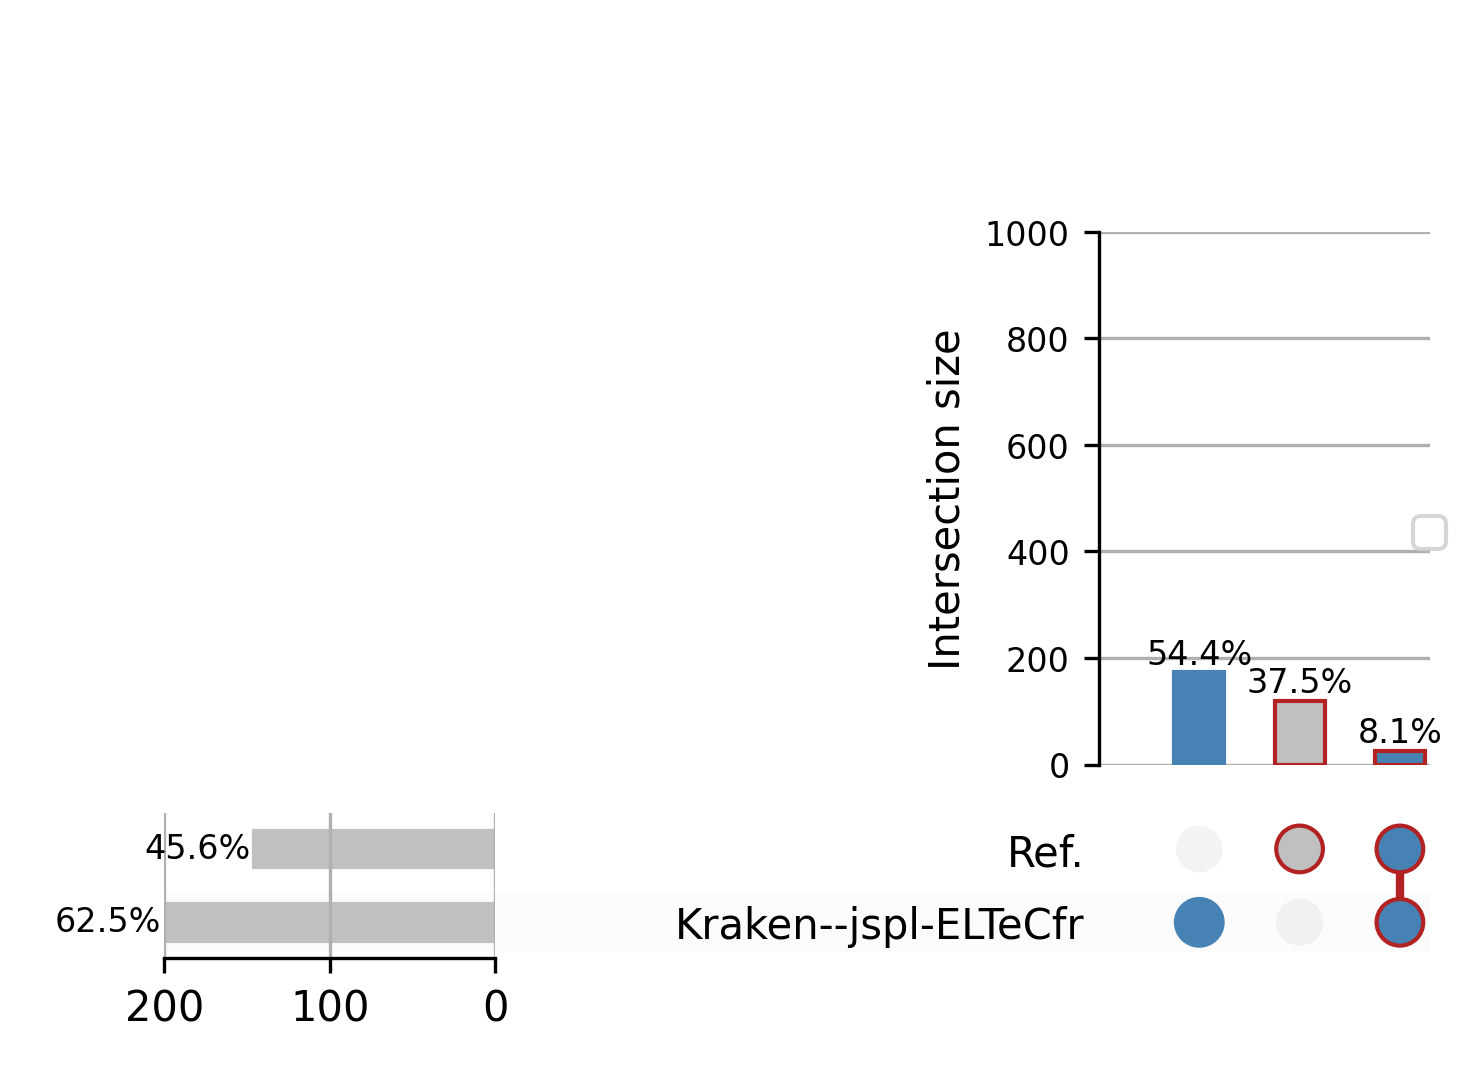 1000
800
600
400
200
0
Intersection size
54.4%
37.5%
8.1%
45.6%
62.5%
Ref.
Kraken--jspl-ELTeCfr
200 100 0